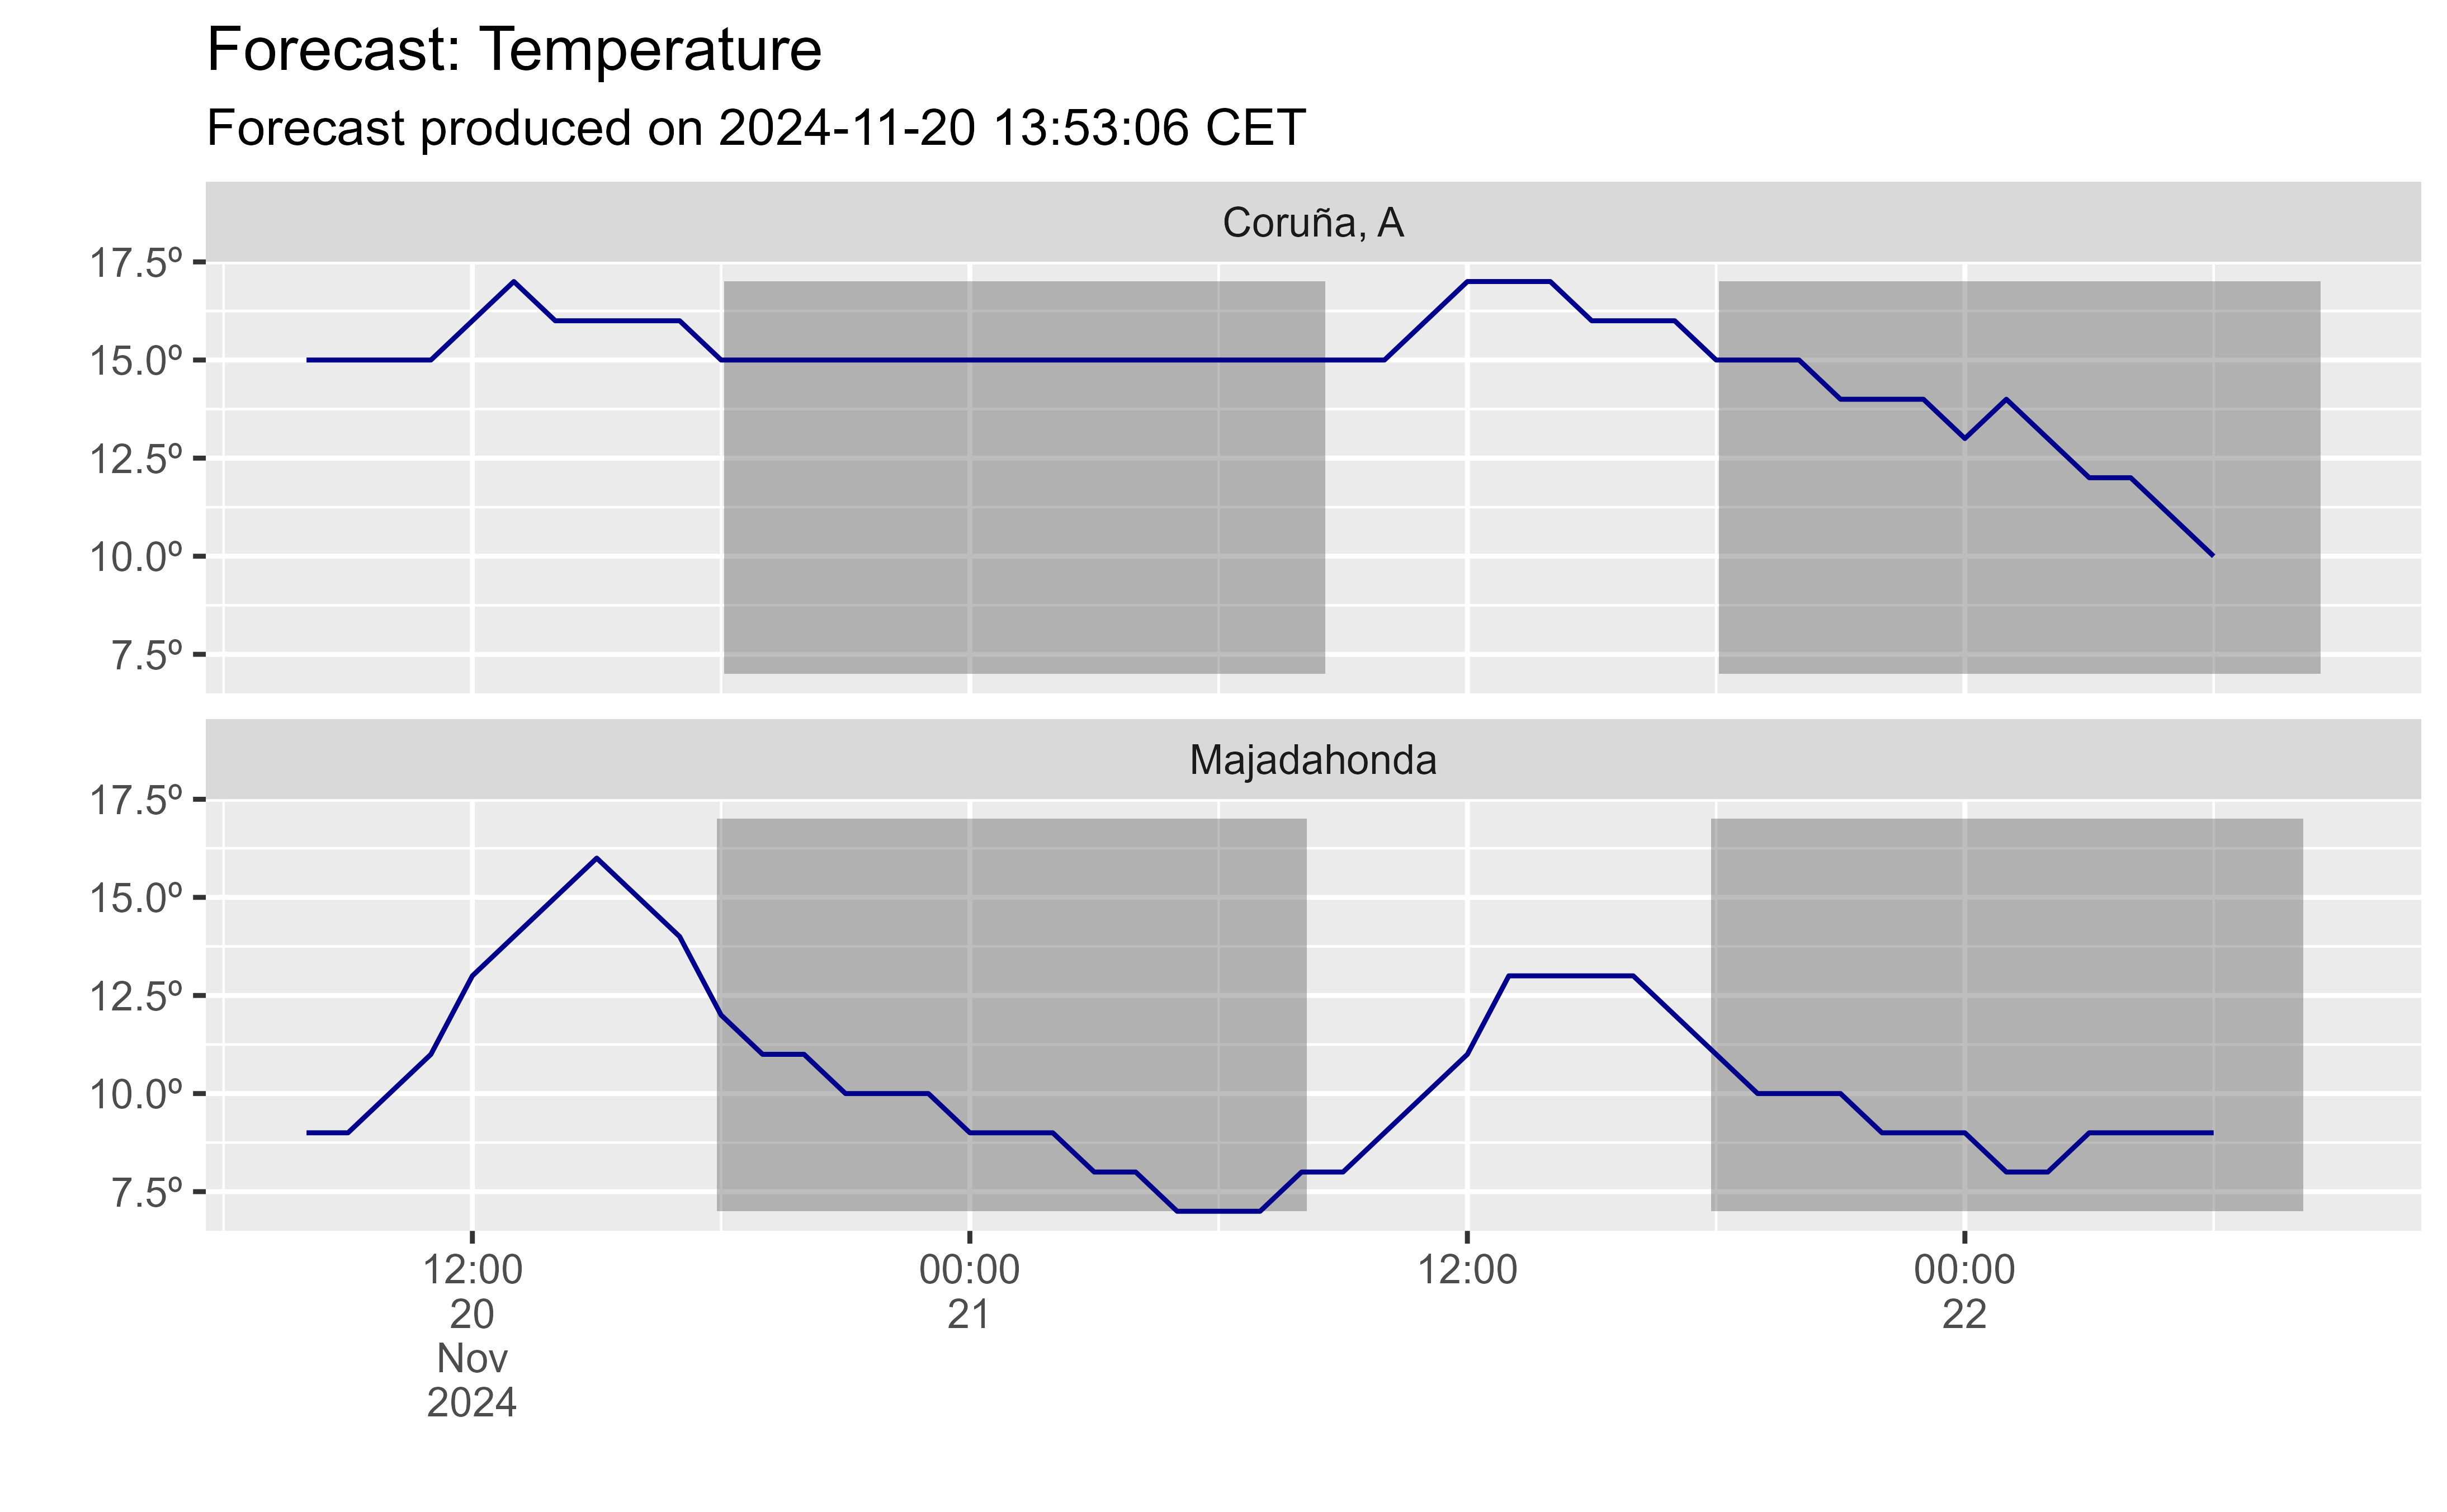 Forecast: Temperature
Forecast produced on 2024-11-20 13:53:06 CET
Coruña, A
17.5º
15.0º
12.5º
10.0º
7.5º
Majadahonda
17.5º
15.0º
12.5º
10.0º
7.5º
12:00 00:00 12:00 00:00
20 21 22
Nov
2024